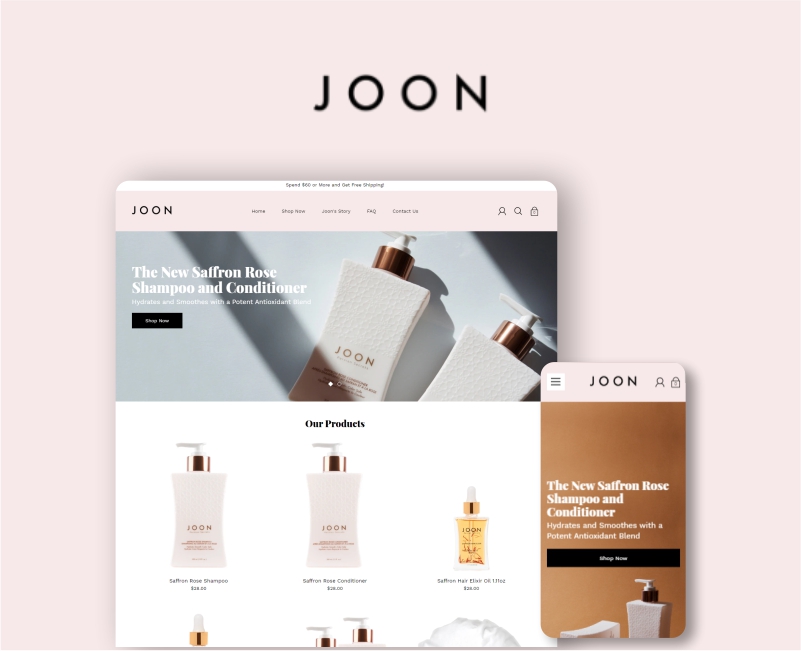 JOON
Spend $60 or More and Get Free Shipping!
JOON
Home Shop Now Joon's Story FAQ Contact Us
The New Saffron Rose
Shampoo and Conditioner
Hydrates and Smoothes with a Potent Antioxidant Blend
Shop Now
JOON
Our Products
JOON
JOON
JOON
Saffron Rose Shampoo
$28.00
Saffron Rose Conditioner
$28.00
Saffron Hair Elixir Oil 1.11oz
$28.00
JOON
The New Saffron Rose
Shampoo and
Conditioner
Hydrates and Smoothes with a
Potent Antioxidant Blend
Shop Now